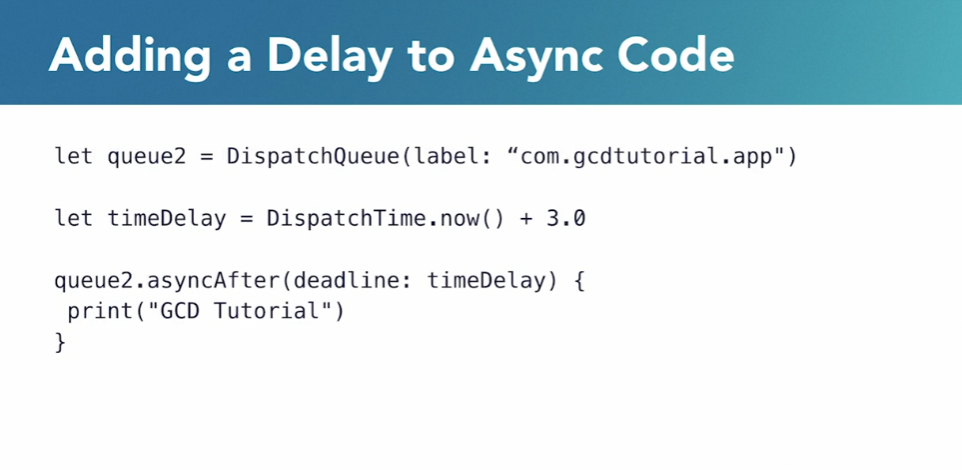 Adding a Delay to Async Code
let queue2 = DispatchQueue(label: “com.gcdtutorial.app")
let timeDelay = DispatchTime.now() + 3.0
queue2.asyncAfter(deadline: timeDelay) {
 print("GCD Tutorial")
}